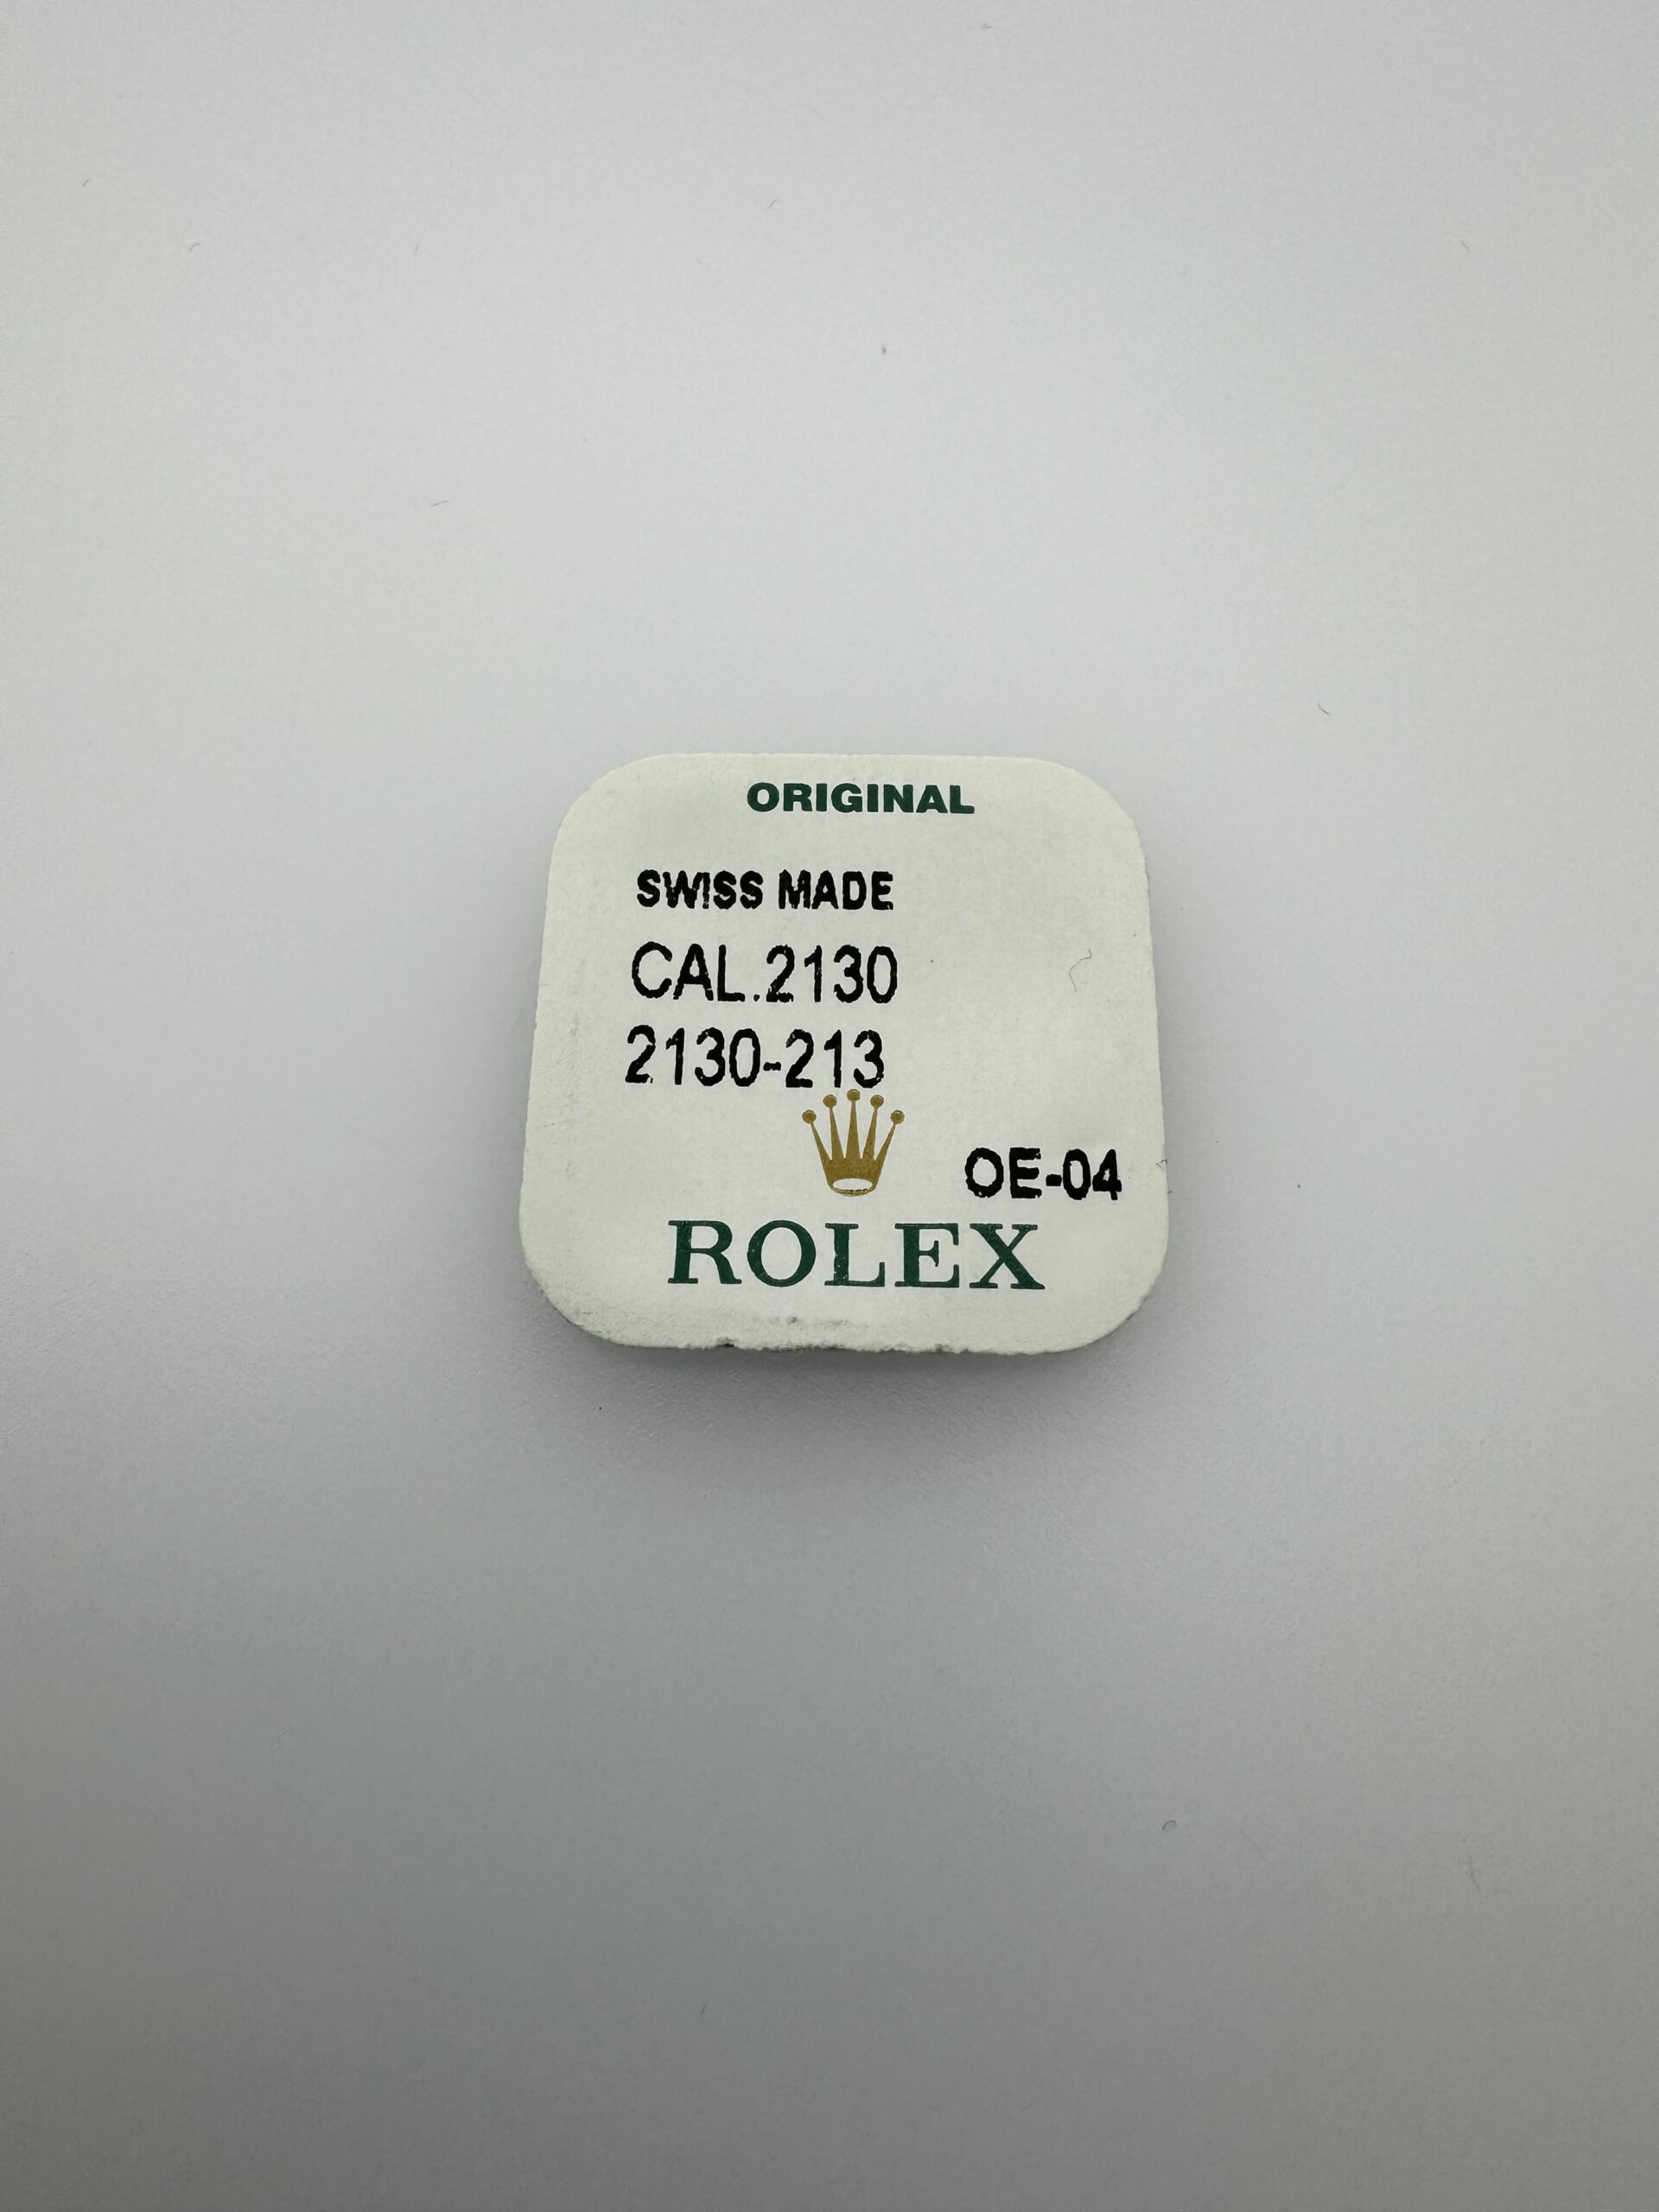 ORIGINAL
SWISS MADE
CAL.2130
2130-213
OE-04
ROLEX